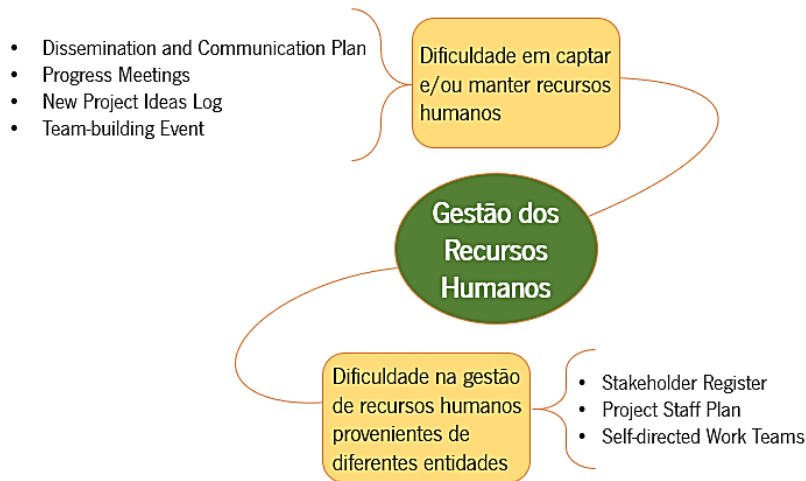 • Dissemination and Communication Plan
• Progress Meetings
• New Project Ideas Log
• Team-building Event
Dificuldade em captar
e/ou manter recursos
humanos
Gestão dos
Recursos
Humanos
Dificuldade na gestão
de recursos humanos
provenientes de
diferentes entidades
• Stakeholder Register
• Project Staff Plan
• Self-directed Work Teams